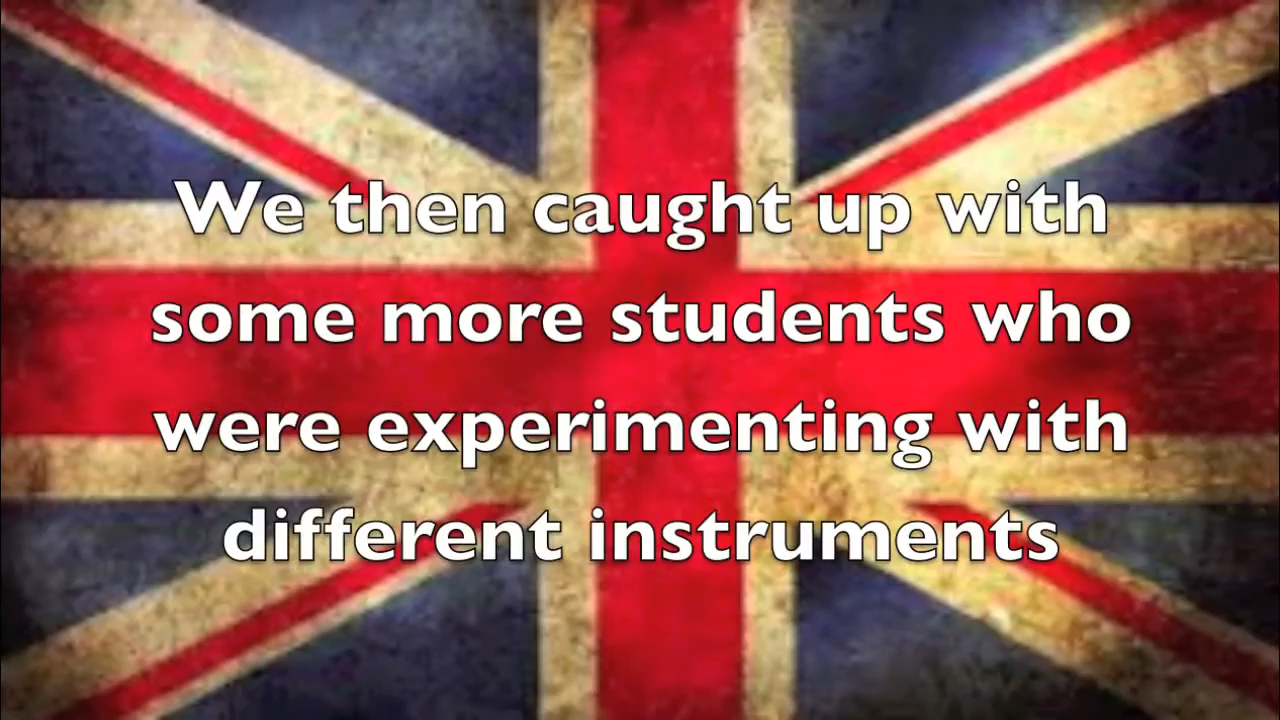 We then caught up with
some more students who
were experimenting with
different instruments